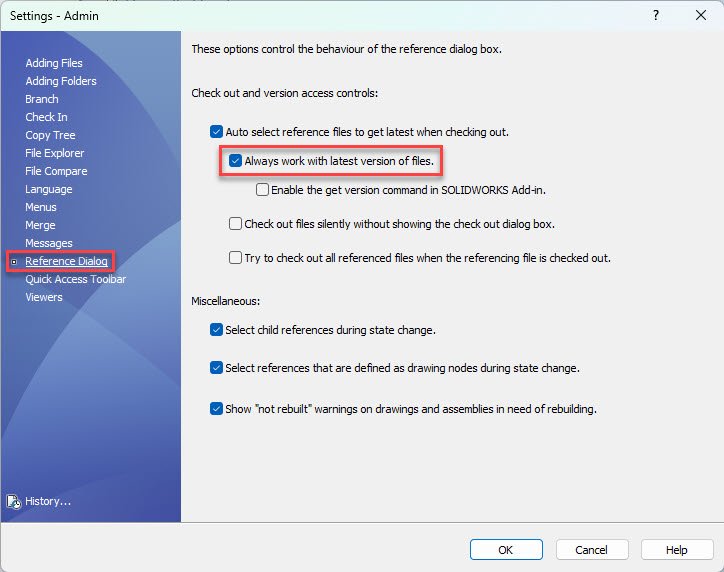 Settings - Admin
?
These options control the behaviour of the reference dialog box.
Adding Files
Adding Folders
Branch
Check In
Copy Tree
File Explorer
File Compare
Language
Menus
Merge
Messages
Reference Dialog
Quick Access Toolbar
Viewers
History...
Check out and version access controls:
Auto select reference files to get latest when checking out.
Always work with latest version of files.
Enable the get version command in SOLIDWORKS Add-in.
Check out files silently without showing the check out dialog box.
Try to check out all referenced files when the referencing file is checked out.
Miscellaneous:
Select child references during state change.
Select references that are defined as drawing nodes during state change.
Show "not rebuilt" warnings on drawings and assemblies in need of rebuilding.
OK
Cancel
Help